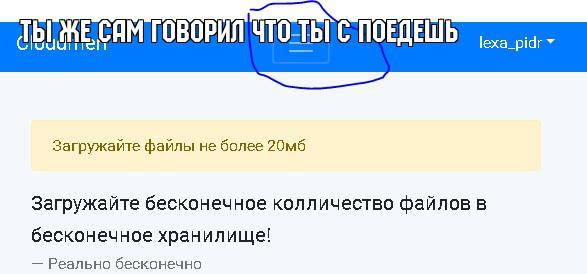 ТЫ ЖЕ САМ ГОВОРИЛ ЧТО ТЫ С ПОЕДЕШЬ
lexa_pidr
Загружайте файлы не более 20мб
Загружайте бесконечное колличество файлов в
бесконечное хранилище!
— Реально бесконечно